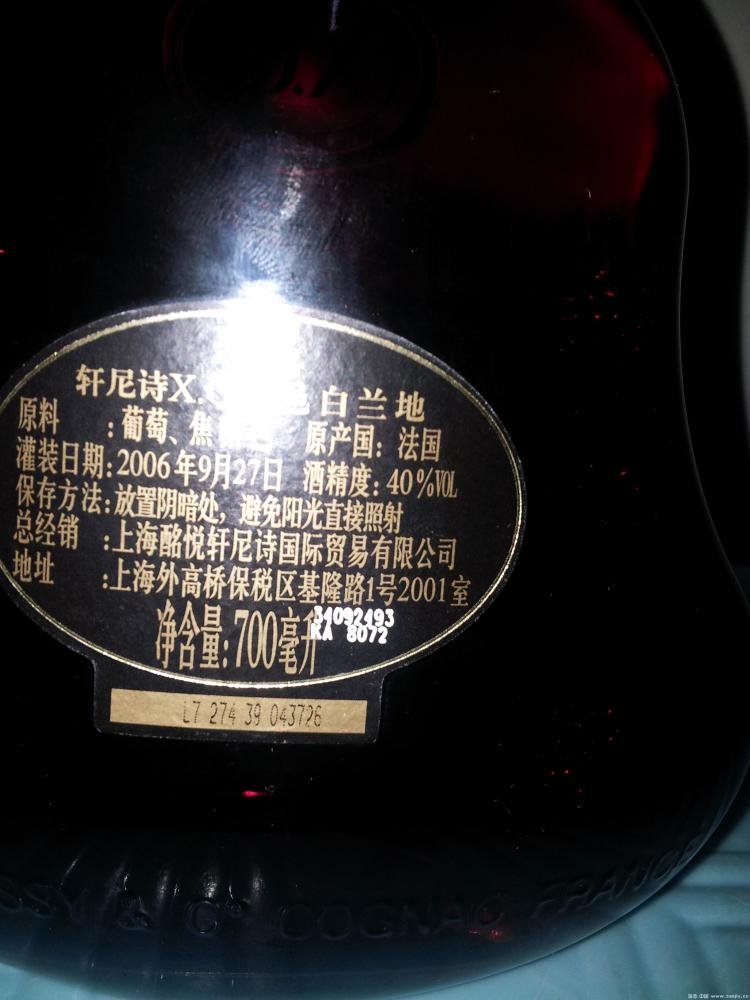 轩尼诗X. 色白兰地
原料 :葡萄、焦 原产国: 法国
灌装日期:2006年9月27日 酒精度: 40%VOL
保存方法:放置阴暗处，避免阳光直接照射
总经销 :上海酩悦轩尼诗国际贸易有限公司
地址 :上海外高桥保税区基隆路1号2001室
净含量:700毫升
54092493
KA 8072
L7 274 39 043726
SSY & Cº COGNAC FRANCE